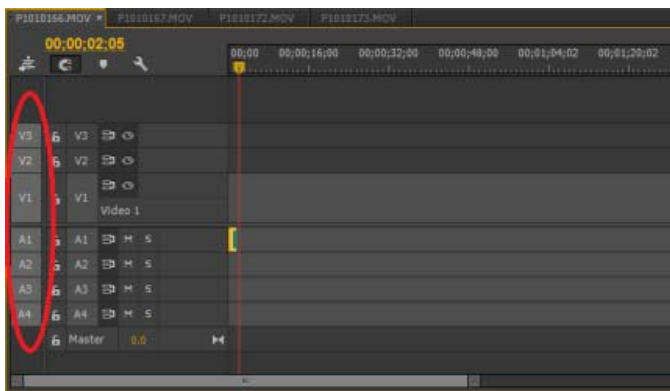 P1010166.MOV × P1010167.MOV P1010172.MOV P1010173.MOV
00;00;02;05
00;00 00;00;16;00 00;00;32;00 00;00;48;00 00;01;04;02 00;01;20;02
V3 V3
V2 V2
V1 V1
Video 1
A1 A1 M S
A2 A2 M S
A3 A3 M S
A4 A4 M S
Master 0.0